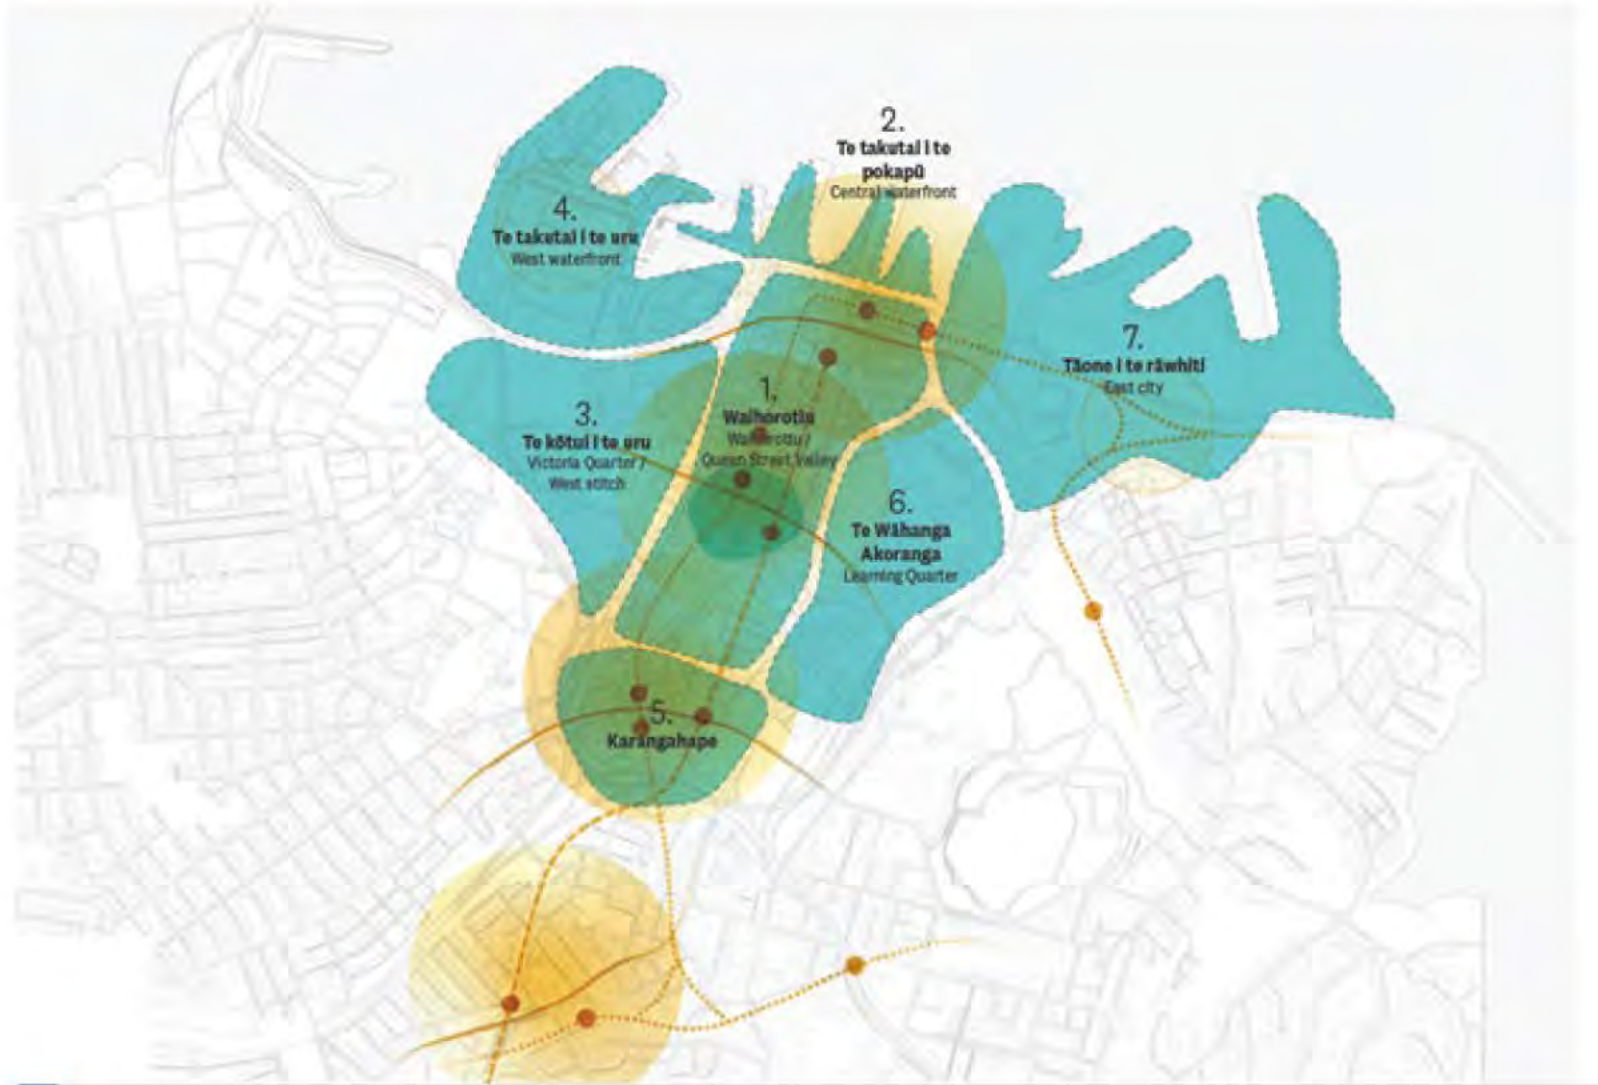 1.
Waihorotiu
Waihorotiu /
Queen Street Valley
2.
Te takutai i te
pokapū
Central waterfront
3.
Te kōtui i te uru
Victoria Quarter /
West stitch
4.
Te takutai i te uru
West waterfront
5.
Karangahape
6.
Te Wāhanga
Akoranga
Learning Quarter
7.
Tāone i te rāwhiti
East city